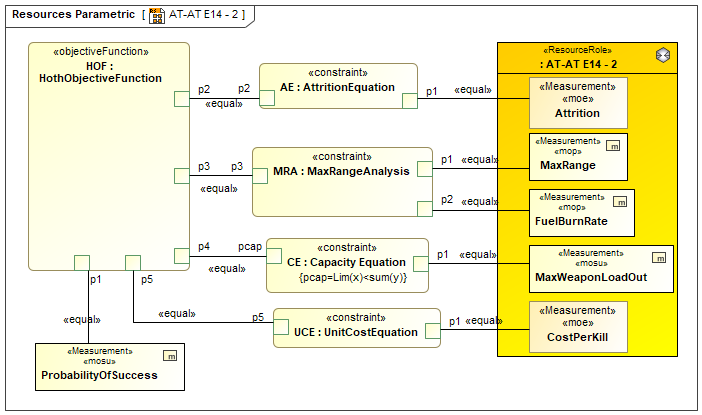 Resources Parametric [ AT-AT E14 - 2 ]
«objectiveFunction»
HOF :
HothObjectiveFunction
p2
«equal»
p2
«constraint»
AE : AttritionEquation
p1
«equal»
«ResourceRole»
: AT-AT E14 - 2
«Measurement»
«moe»
Attrition
p3
«equal»
p3
«constraint»
MRA : MaxRangeAnalysis
p1
«equal»
«Measurement»
«mop»
m
MaxRange
p2
«equal»
«Measurement»
«mop»
m
FuelBurnRate
p4
«equal»
pcap
«constraint»
CE : Capacity Equation
{pcap=Lim(x)<sum(y)}
p1
«equal»
«Measurement»
«mosu»
m
MaxWeaponLoadOut
p5
«equal»
p5
«constraint»
UCE : UnitCostEquation
p1
«equal»
«Measurement»
«moe»
CostPerKill
p1
«equal»
«Measurement»
«mosu»
m
ProbabilityOfSuccess